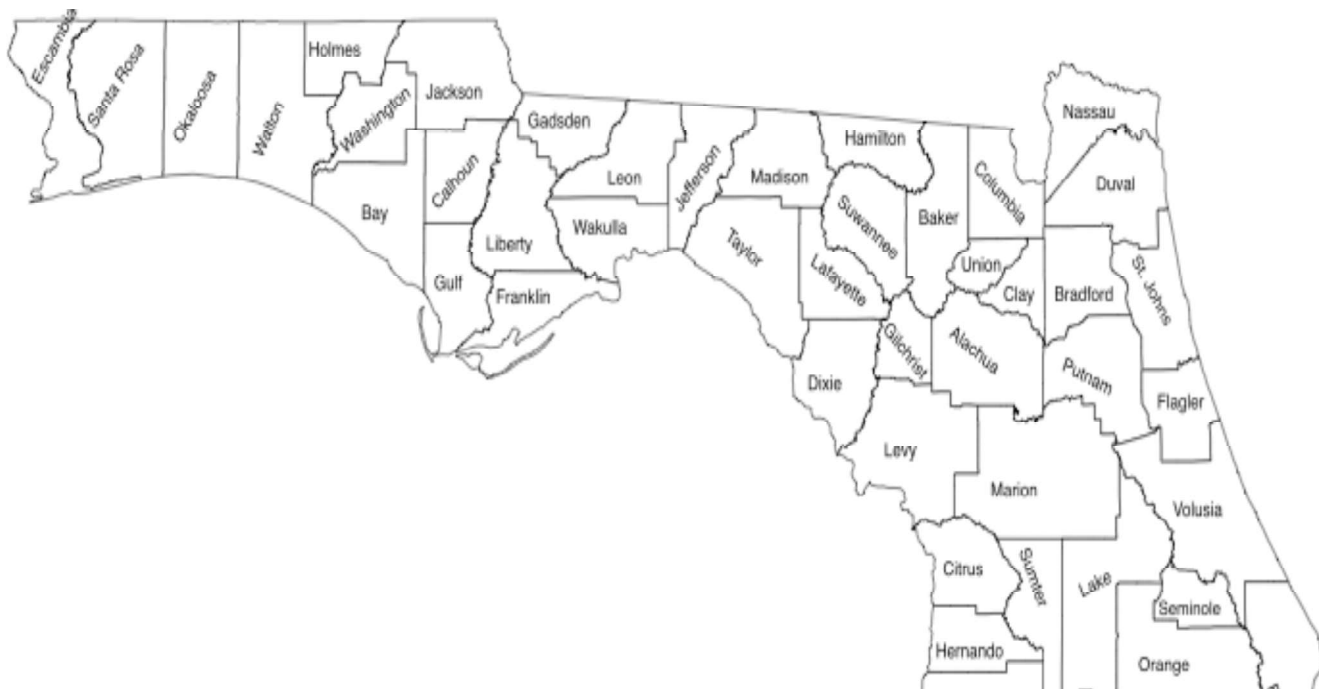 Escambia
Santa Rosa
Okaloosa
Walton
Holmes
Washington
Jackson
Bay
Calhoun
Gulf
Gadsden
Liberty
Franklin
Leon
Wakulla
Jefferson
Madison
Taylor
Hamilton
Suwannee
Lafayette
Dixie
Baker
Columbia
Union
Clay
Bradford
Nassau
Duval
St. Johns
Gilchrist
Alachua
Putnam
Flagler
Levy
Marion
Volusia
Citrus
Sumter
Lake
Seminole
Hernando
Orange